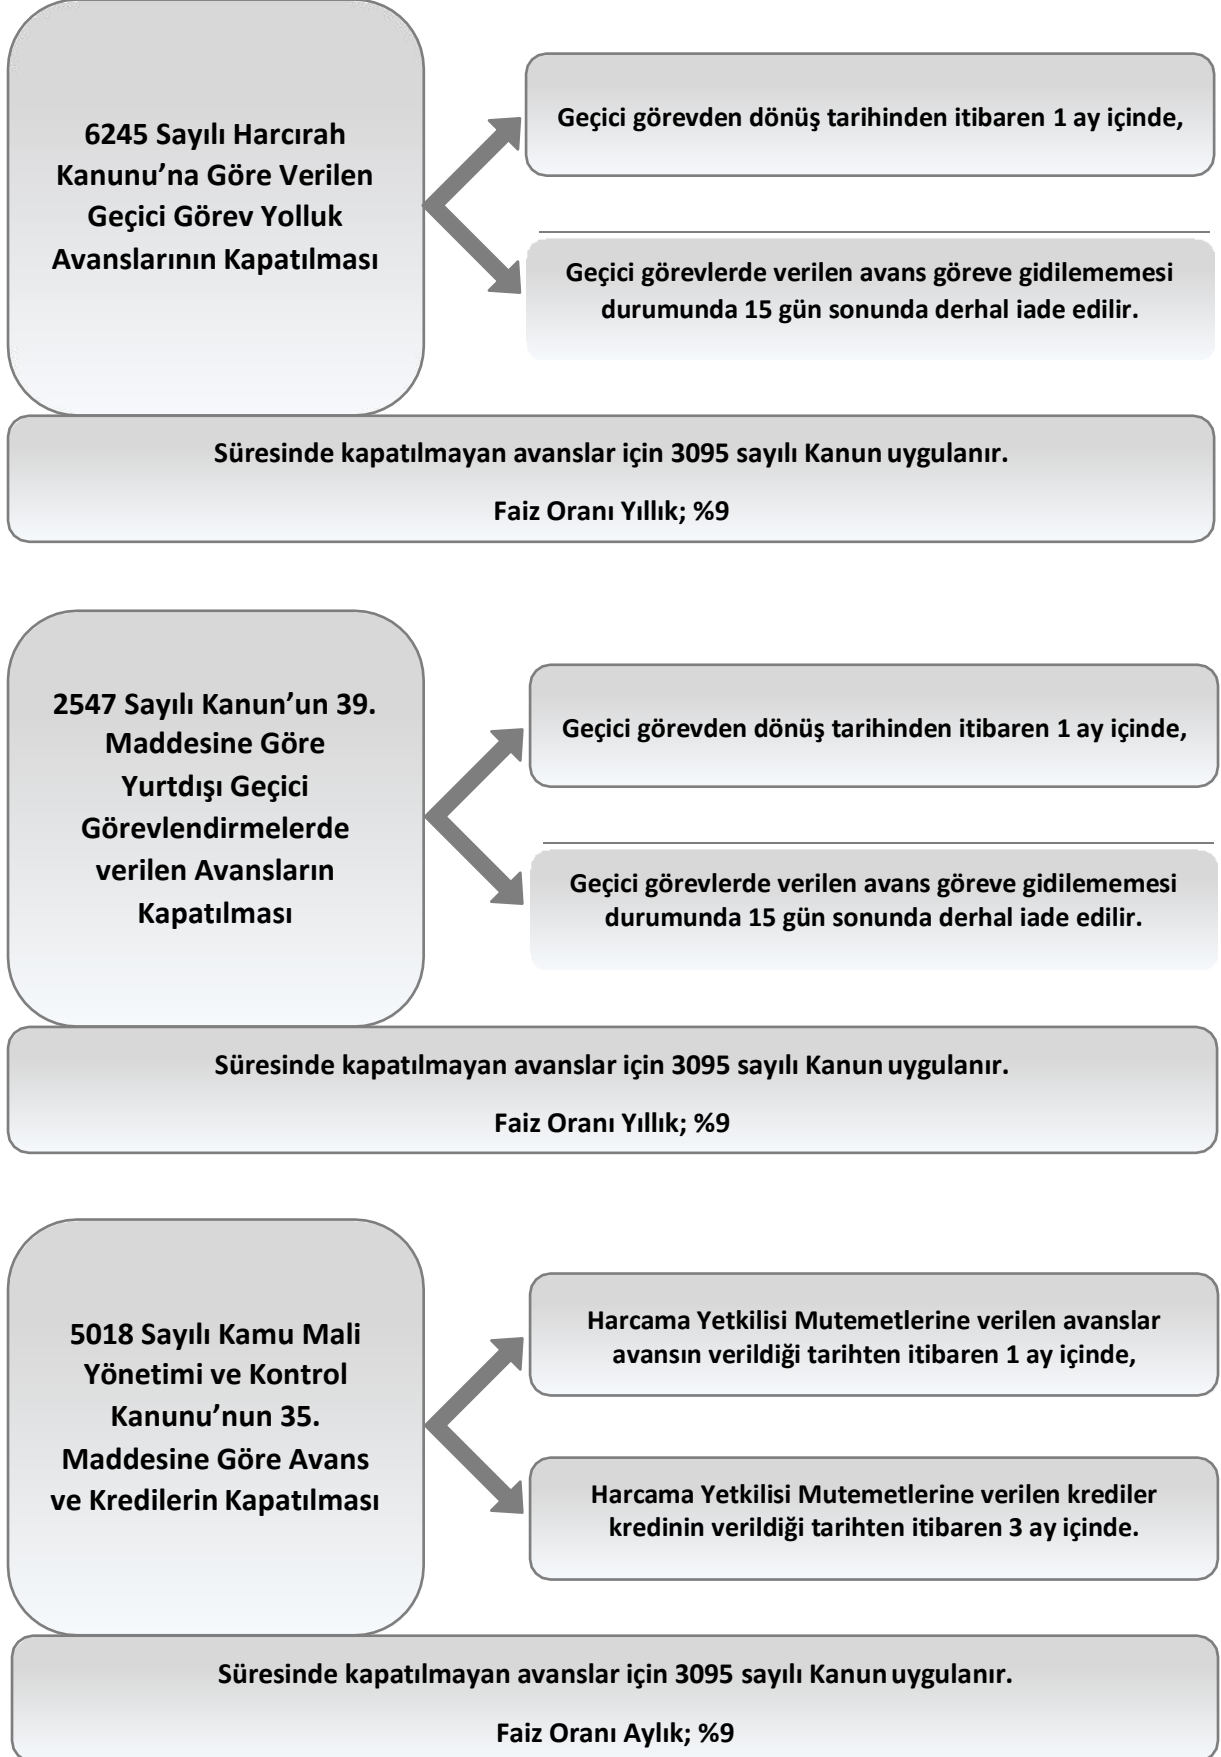 6245 Sayılı Harcırah
Kanunu’na Göre Verilen
Geçici Görev Yolluk
Avanslarının Kapatılması
Geçici görevden dönüş tarihinden itibaren 1 ay içinde,
Geçici görevlerde verilen avans göreve gidilememesi
durumunda 15 gün sonunda derhal iade edilir.
Süresinde kapatılmayan avanslar için 3095 sayılı Kanun uygulanır.
Faiz Oranı Yıllık; %9
2547 Sayılı Kanun’un 39.
Maddesine Göre
Yurtdışı Geçici
Görevlendirmelerde
verilen Avansların
Kapatılması
Geçici görevden dönüş tarihinden itibaren 1 ay içinde,
Geçici görevlerde verilen avans göreve gidilememesi
durumunda 15 gün sonunda derhal iade edilir.
Süresinde kapatılmayan avanslar için 3095 sayılı Kanun uygulanır.
Faiz Oranı Yıllık; %9
5018 Sayılı Kamu Mali
Yönetimi ve Kontrol
Kanunu’nun 35.
Maddesine Göre Avans
ve Kredilerin Kapatılması
Harcama Yetkilisi Mutemetlerine verilen avanslar
avansın verildiği tarihten itibaren 1 ay içinde,
Harcama Yetkilisi Mutemetlerine verilen krediler
kredinin verildiği tarihten itibaren 3 ay içinde.
Süresinde kapatılmayan avanslar için 3095 sayılı Kanun uygulanır.
Faiz Oranı Aylık; %9